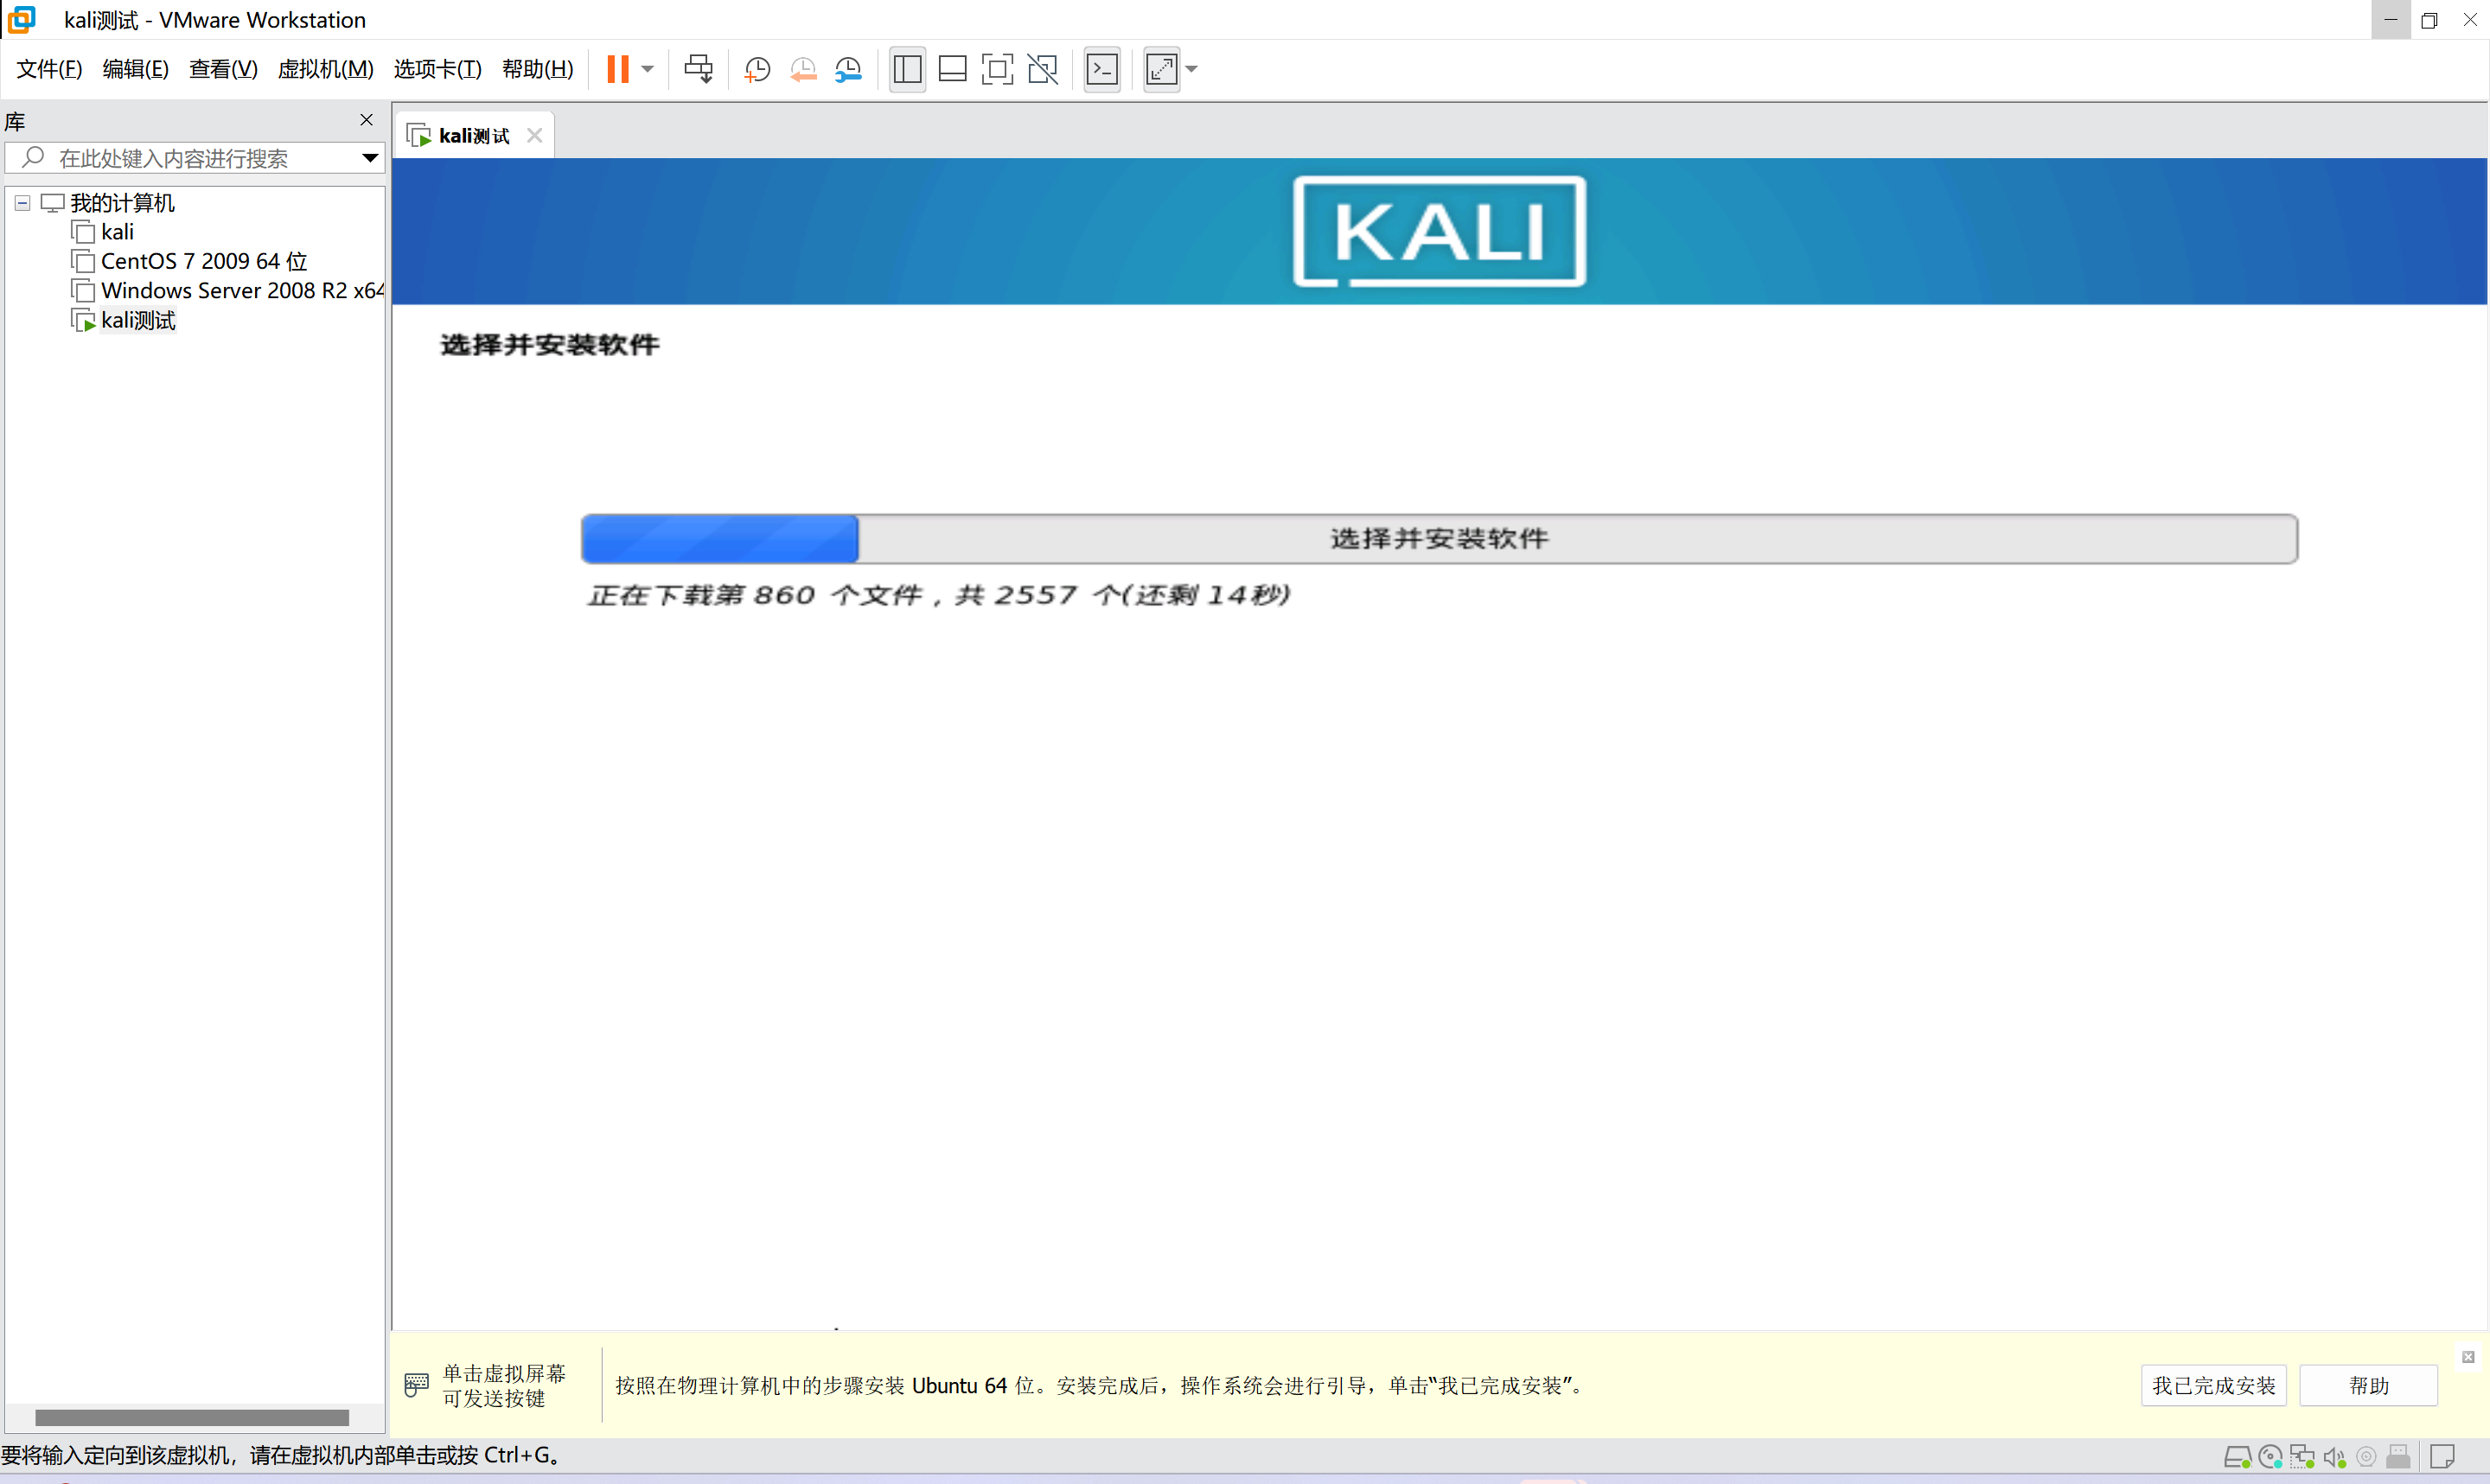 kali测试 - VMware Workstation
文件(F) 编辑(E) 查看(V) 虚拟机(M) 选项卡(T) 帮助(H)
库
在此处键入内容进行搜索
我的计算机
kali
CentOS 7 2009 64 位
Windows Server 2008 R2 x64
kali测试
kali测试
KALI
选择并安装软件
选择并安装软件
正在下载第 860 个文件，共 2557 个(还剩 14秒)
单击虚拟屏幕
可发送按键
按照在物理计算机中的步骤安装 Ubuntu 64 位。安装完成后，操作系统会进行引导，单击“我已完成安装”。
我已完成安装
帮助
要将输入定向到该虚拟机，请在虚拟机内部单击或按 Ctrl+G。